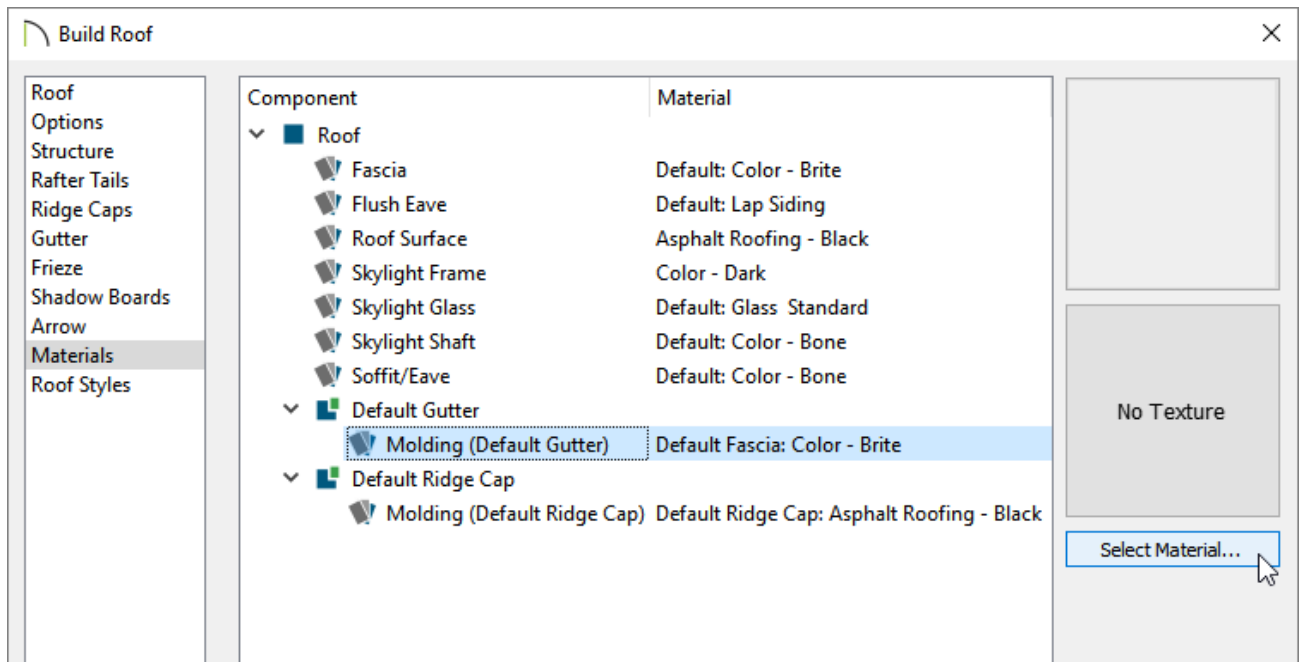 Build Roof
Roof
Options
Structure
Rafter Tails
Ridge Caps
Gutter
Frieze
Shadow Boards
Arrow
Materials
Roof Styles
Component Material
Roof
Fascia Default: Color - Brite
Flush Eave Default: Lap Siding
Roof Surface Asphalt Roofing - Black
Skylight Frame Color - Dark
Skylight Glass Default: Glass  Standard
Skylight Shaft Default: Color - Bone
Soffit/Eave Default: Color - Bone
Default Gutter
Molding (Default Gutter) Default Fascia: Color - Brite
Default Ridge Cap
Molding (Default Ridge Cap) Default Ridge Cap: Asphalt Roofing - Black
No Texture
Select Material...